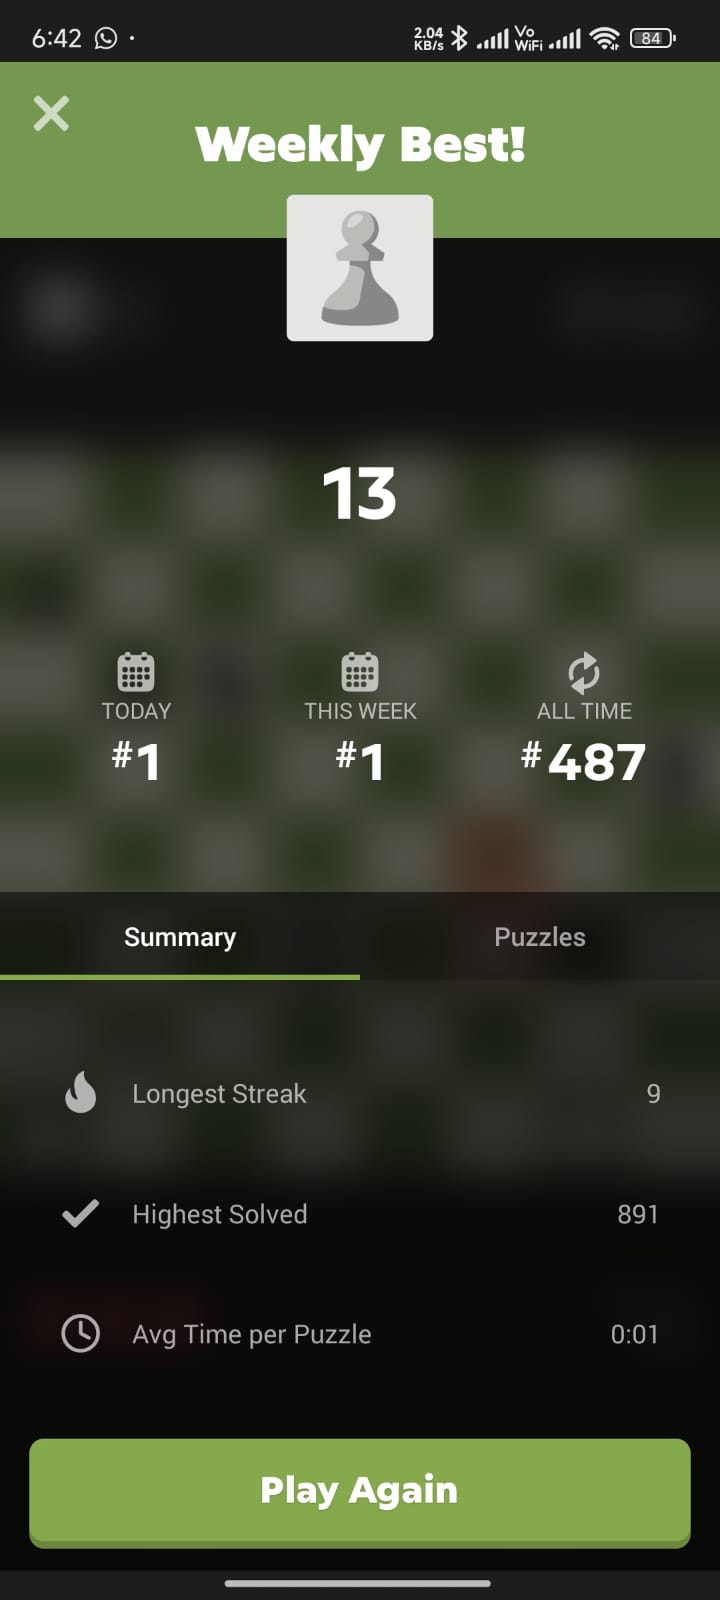 6:42
2.04
KB/s
Vo
WiFi
84
Weekly Best!
13
TODAY
THIS WEEK
ALL TIME
#1
#1
#487
Summary
Puzzles
Longest Streak
9
Highest Solved
891
Avg Time per Puzzle
0:01
Play Again